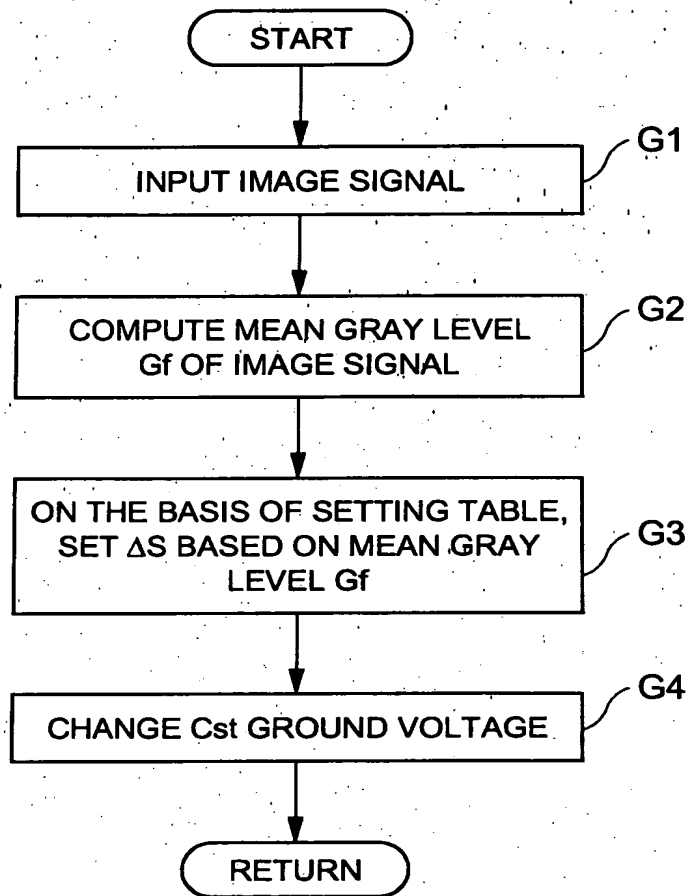 START
G1
INPUT IMAGE SIGNAL
G2
COMPUTE MEAN GRAY LEVEL
Gf OF IMAGE SIGNAL
ON THE BASIS OF SETTING TABLE,
SET ΔS BASED ON MEAN GRAY
LEVEL Gf
G3
G4
CHANGE Cst GROUND VOLTAGE
RETURN